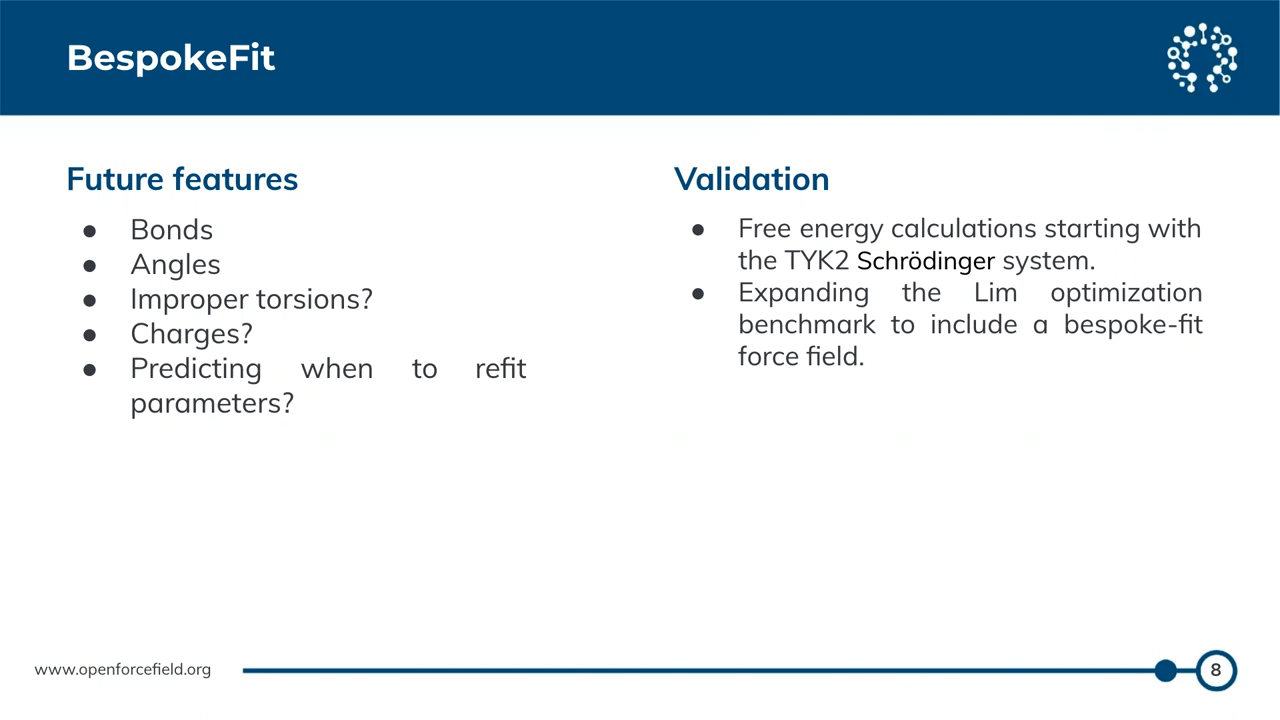 BespokeFit
Future features
● Bonds
● Angles
● Improper torsions?
● Charges?
● Predicting when to refit
parameters?
Validation
● Free energy calculations starting with
the TYK2 Schrödinger system.
● Expanding the Lim optimization
benchmark to include a bespoke-fit
force field.
www.openforcefield.org
8